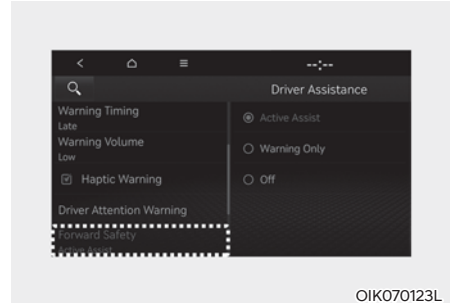 --:--
Driver Assistance
Warning Timing
Late
Warning Volume
Low
Haptic Warning
Driver Attention Warning
Forward Safety
Active Assist
Active Assist
Warning Only
Off
OIK070123L